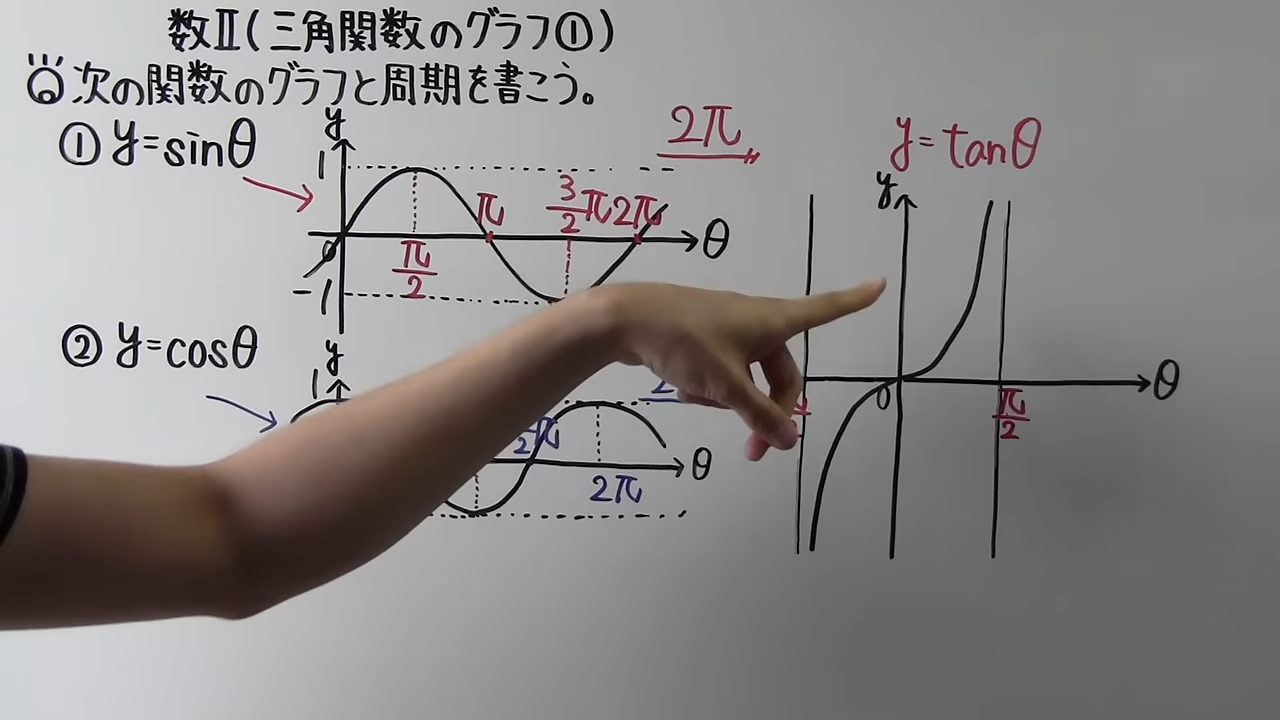 数Ⅱ(三角関数のグラフ①)
次の関数のグラフと周期を書こう。
① y=sinθ
y
1
0
-1
π/2
π
3/2π
2π
θ
2π
② y=cosθ
y
1
2π
θ
y=tanθ
y
0
π/2
θ